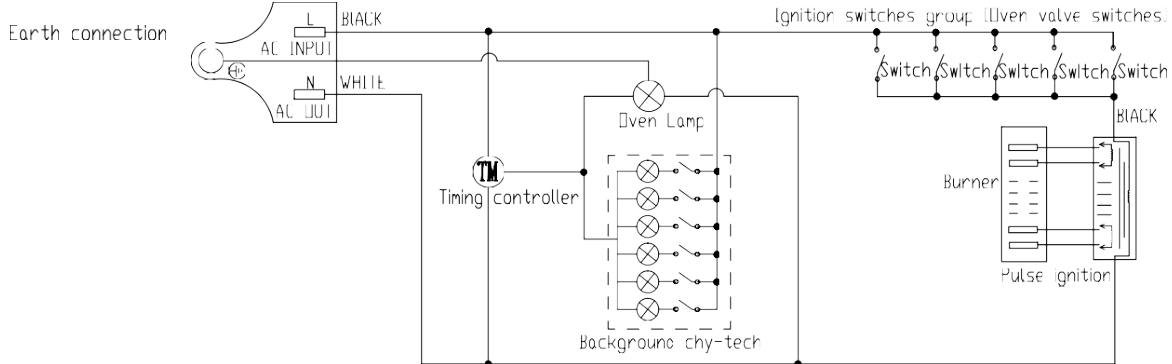 Earth connection
L
BLACK
AC INPUT
N
WHITE
AC OUT
Ignition switches group (Oven valve switches)
Switch
Switch
Switch
Switch
Switch
BLACK
Oven Lamp
TM
Timing controller
Burner
Pulse ignition
Background chy-tech